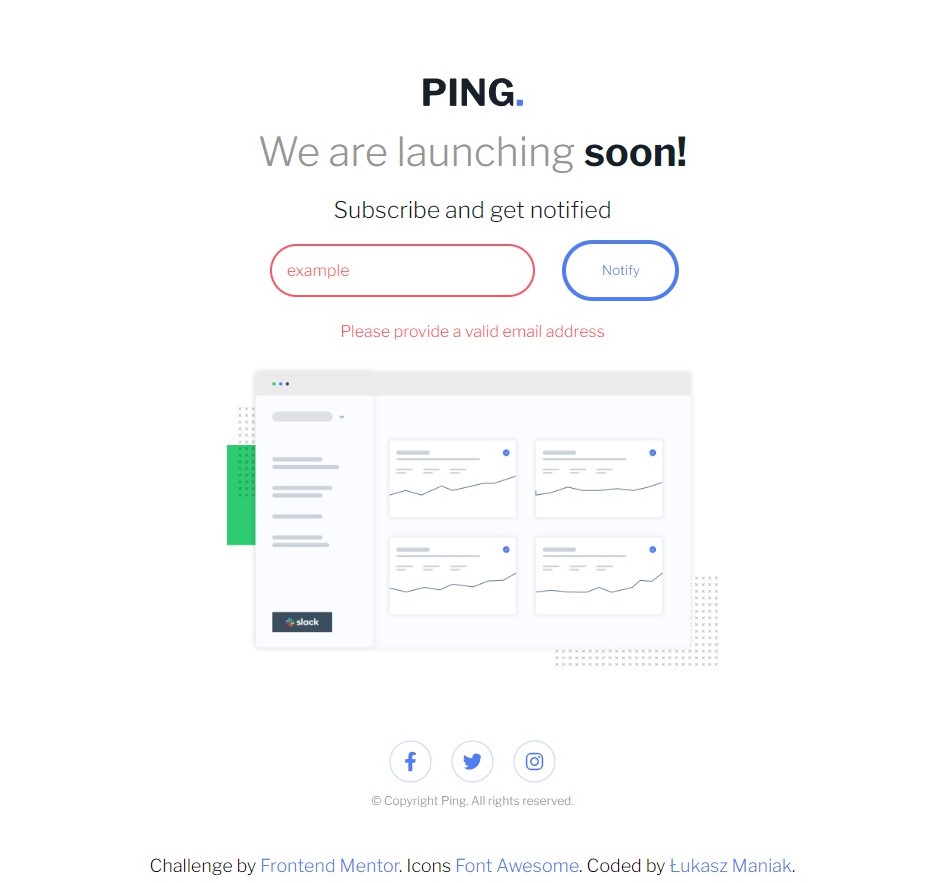 PING.
We are launching soon!
Subscribe and get notified
example
Notify
Please provide a valid email address
slack
© Copyright Ping. All rights reserved.
Challenge by Frontend Mentor. Icons Font Awesome. Coded by Łukasz Maniak.